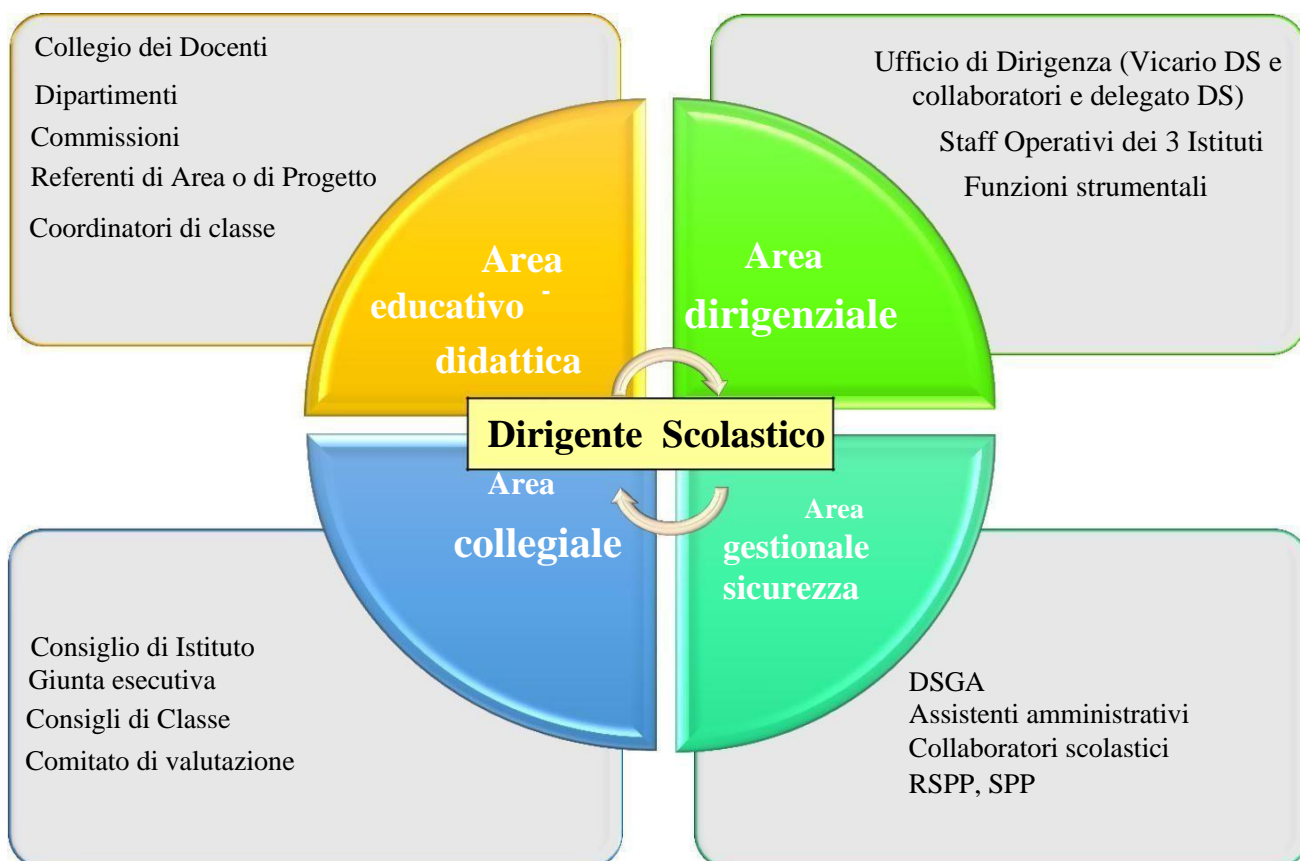 Collegio dei Docenti
Dipartimenti
Commissioni
Referenti di Area o di Progetto
Coordinatori di classe
Ufficio di Dirigenza (Vicario DS e
collaboratori e delegato DS)
Staff Operativi dei 3 Istituti
Funzioni strumentali
Area
educativo -
didattica
Area
dirigenziale
Dirigente Scolastico
Area
collegiale
Area
gestionale
sicurezza
Consiglio di Istituto
Giunta esecutiva
Consigli di Classe
Comitato di valutazione
DSGA
Assistenti amministrativi
Collaboratori scolastici
RSPP, SPP